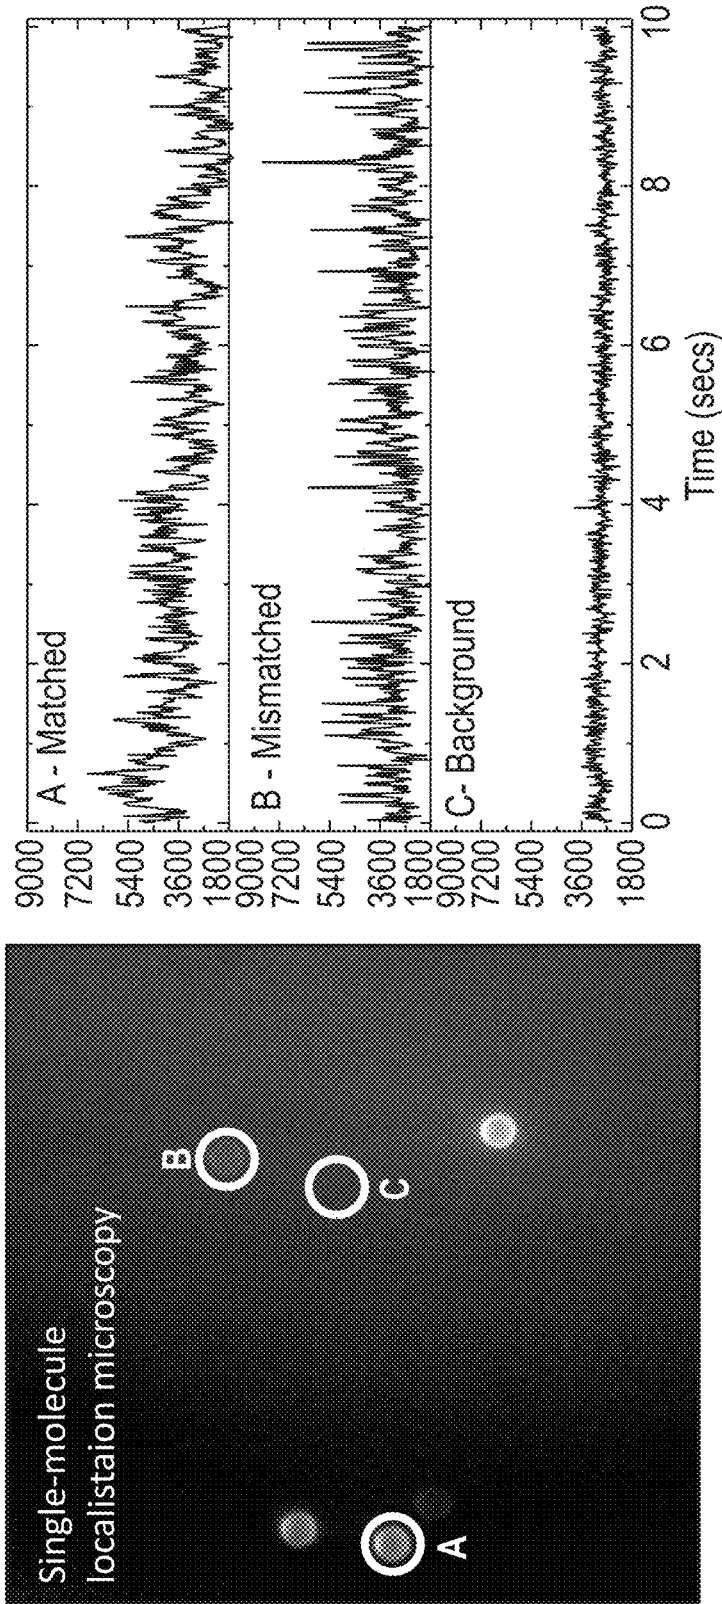 Single-molecule
localistaion microscopy
B
C
A
A - Matched
9000
7200
5400
3600
1800
B - Mismatched
9000
7200
5400
3600
1800
C- Background
9000
7200
5400
3600
1800
0 2 4 6 8 10
Time (secs)